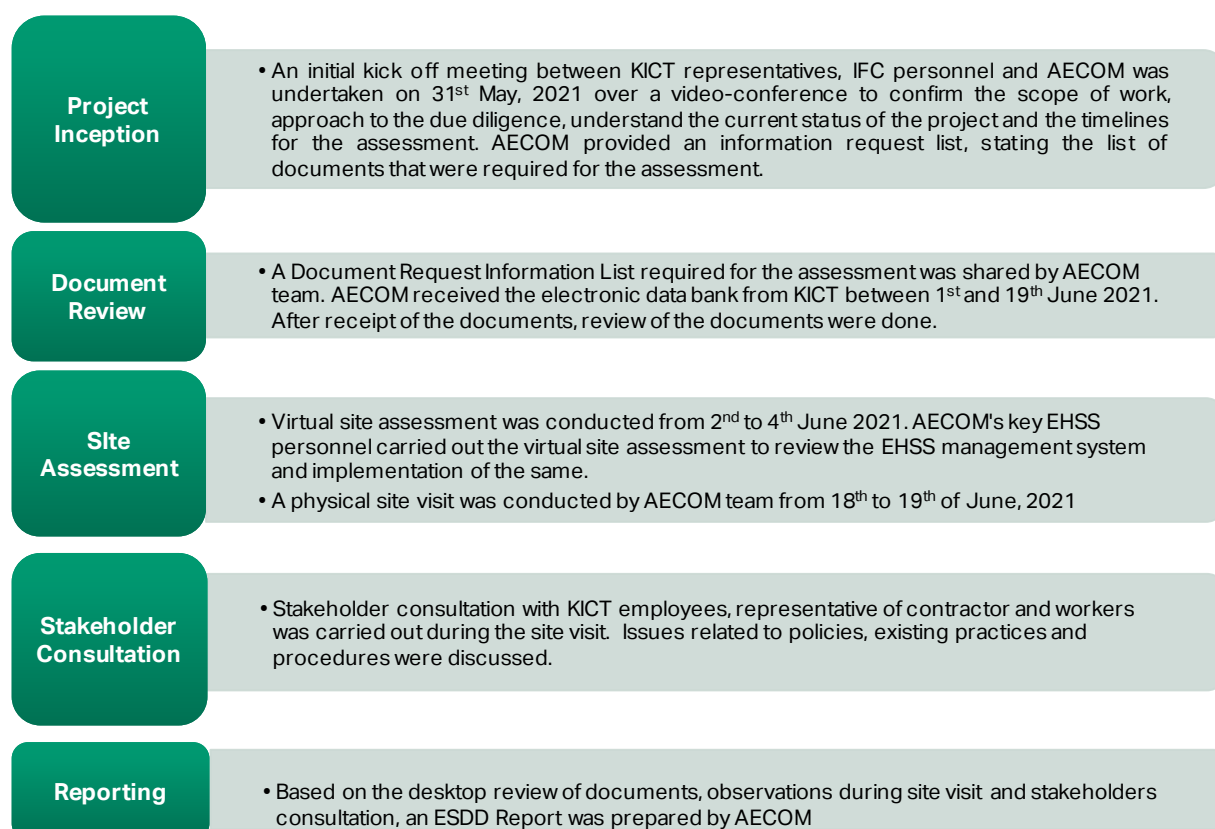 Project
Inception
• An initial kick off meeting between KICT representatives, IFC personnel and AECOM was
undertaken on 31st May, 2021 over a video-conference to confirm the scope of work,
approach to the due diligence, understand the current status of the project and the timelines
for the assessment. AECOM provided an information request list, stating the list of
documents that were required for the assessment.
Document
Review
• A Document Request Information List required for the assessment was shared by AECOM
team. AECOM received the electronic data bank from KICT between 1st and 19th June 2021.
After receipt of the documents, review of the documents were done.
SIte
Assessment
• Virtual site assessment was conducted from 2nd to 4th June 2021. AECOM's key EHSS
personnel carried out the virtual site assessment to review the EHSS management system
and implementation of the same.
• A physical site visit was conducted by AECOM team from 18th to 19th of June, 2021
Stakeholder
Consultation
• Stakeholder consultation with KICT employees, representative of contractor and workers
was carried out during the site visit. Issues related to policies, existing practices and
procedures were discussed.
Reporting
• Based on the desktop review of documents, observations during site visit and stakeholders
consultation, an ESDD Report was prepared by AECOM